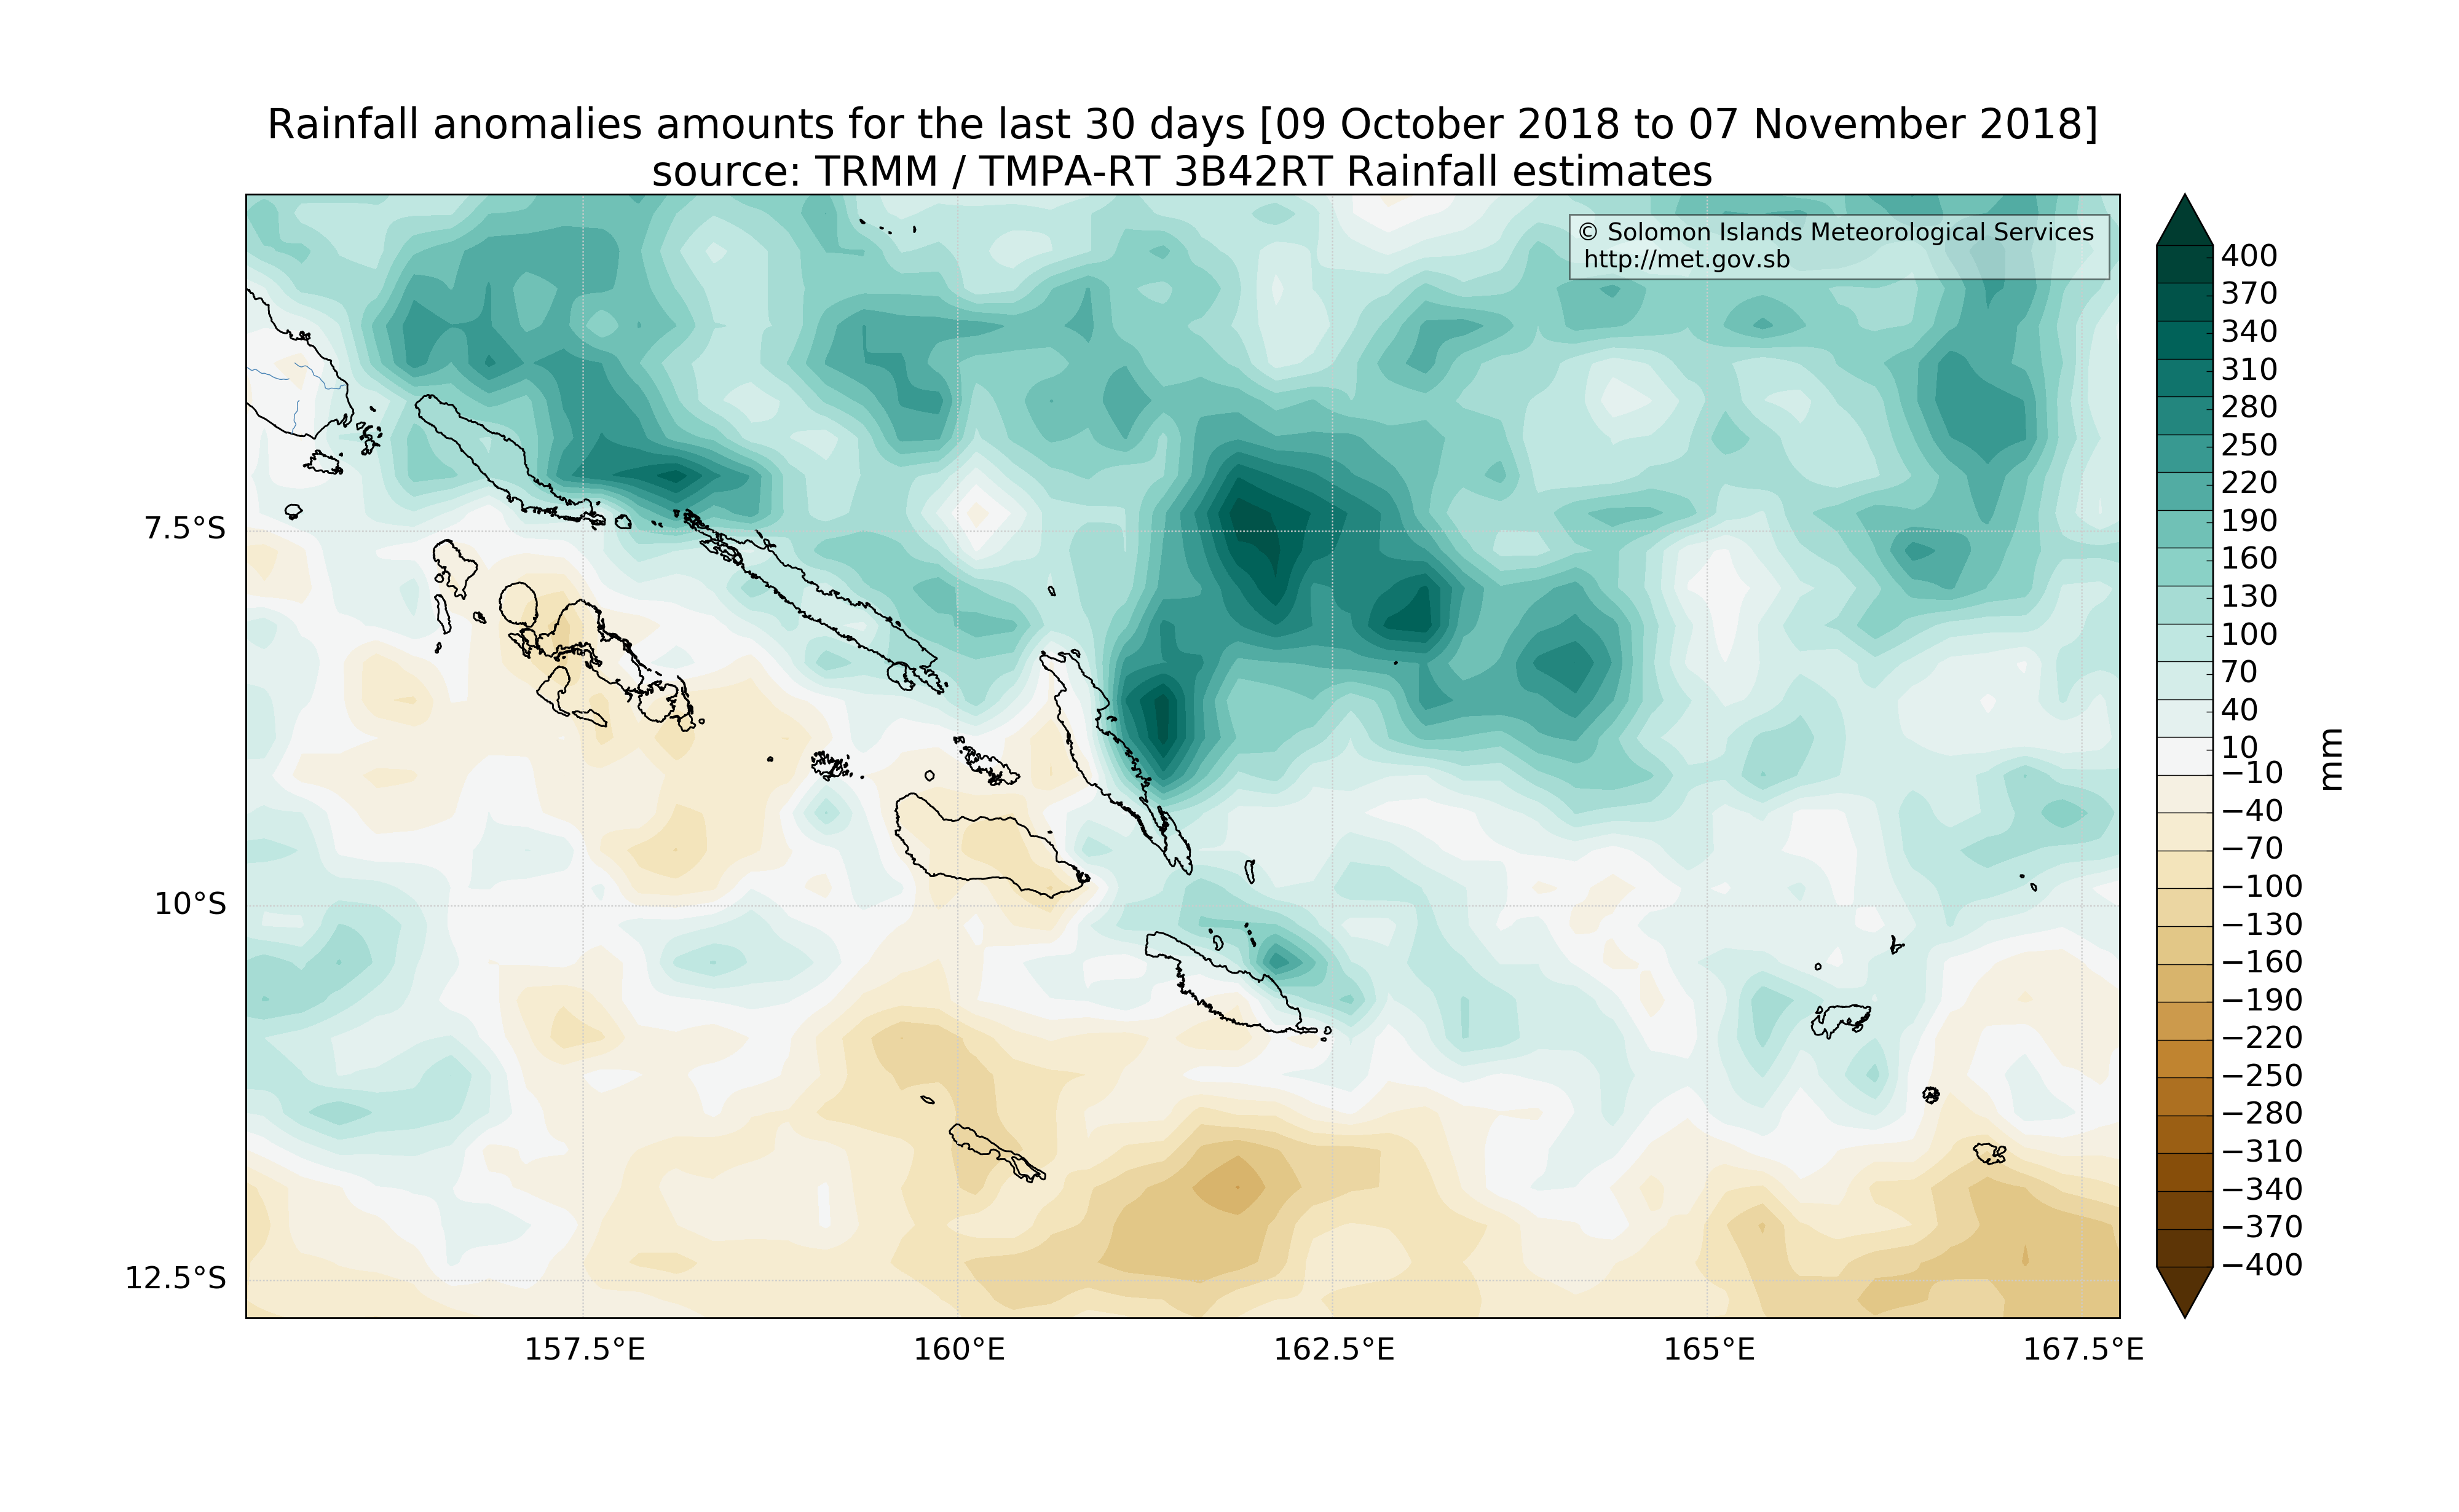 Rainfall anomalies amounts for the last 30 days [09 October 2018 to 07 November 2018]
source: TRMM / TMPA-RT 3B42RT Rainfall estimates
© Solomon Islands Meteorological Services
http://met.gov.sb
7.5°S
10°S
12.5°S
157.5°E
160°E
162.5°E
165°E
167.5°E
400
370
340
310
280
250
220
190
160
130
100
70
40
10
−10
−40
−70
−100
−130
−160
−190
−220
−250
−280
−310
−340
−370
−400
mm